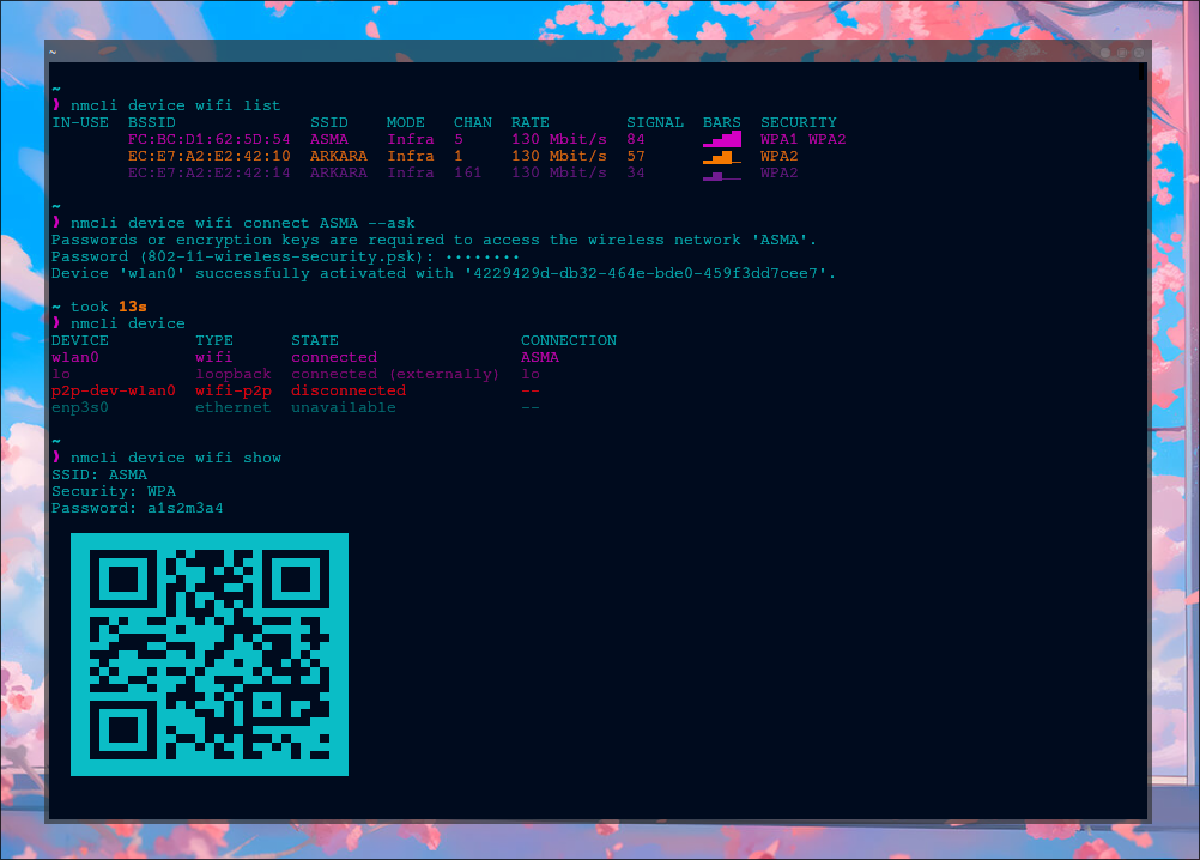 ~
~
❯ nmcli device wifi list
IN-USE  BSSID              SSID    MODE   CHAN  RATE        SIGNAL  BARS  SECURITY
        FC:BC:D1:62:5D:54  ASMA    Infra  5     130 Mbit/s  84      ▂▄▆█  WPA1 WPA2
        EC:E7:A2:E2:42:10  ARKARA  Infra  1     130 Mbit/s  57      ▂▄▆_  WPA2
        EC:E7:A2:E2:42:14  ARKARA  Infra  161   130 Mbit/s  34      ▂▄__  WPA2
~
❯ nmcli device wifi connect ASMA --ask
Passwords or encryption keys are required to access the wireless network 'ASMA'.
Password (802-11-wireless-security.psk): ••••••••
Device 'wlan0' successfully activated with '4229429d-db32-464e-bde0-459f3dd7cee7'.
~ took 13s
❯ nmcli device
DEVICE         TYPE      STATE                   CONNECTION
wlan0          wifi      connected               ASMA
lo             loopback  connected (externally)  lo
p2p-dev-wlan0  wifi-p2p  disconnected            --
enp3s0         ethernet  unavailable             --
~
❯ nmcli device wifi show
SSID: ASMA
Security: WPA
Password: a1s2m3a4